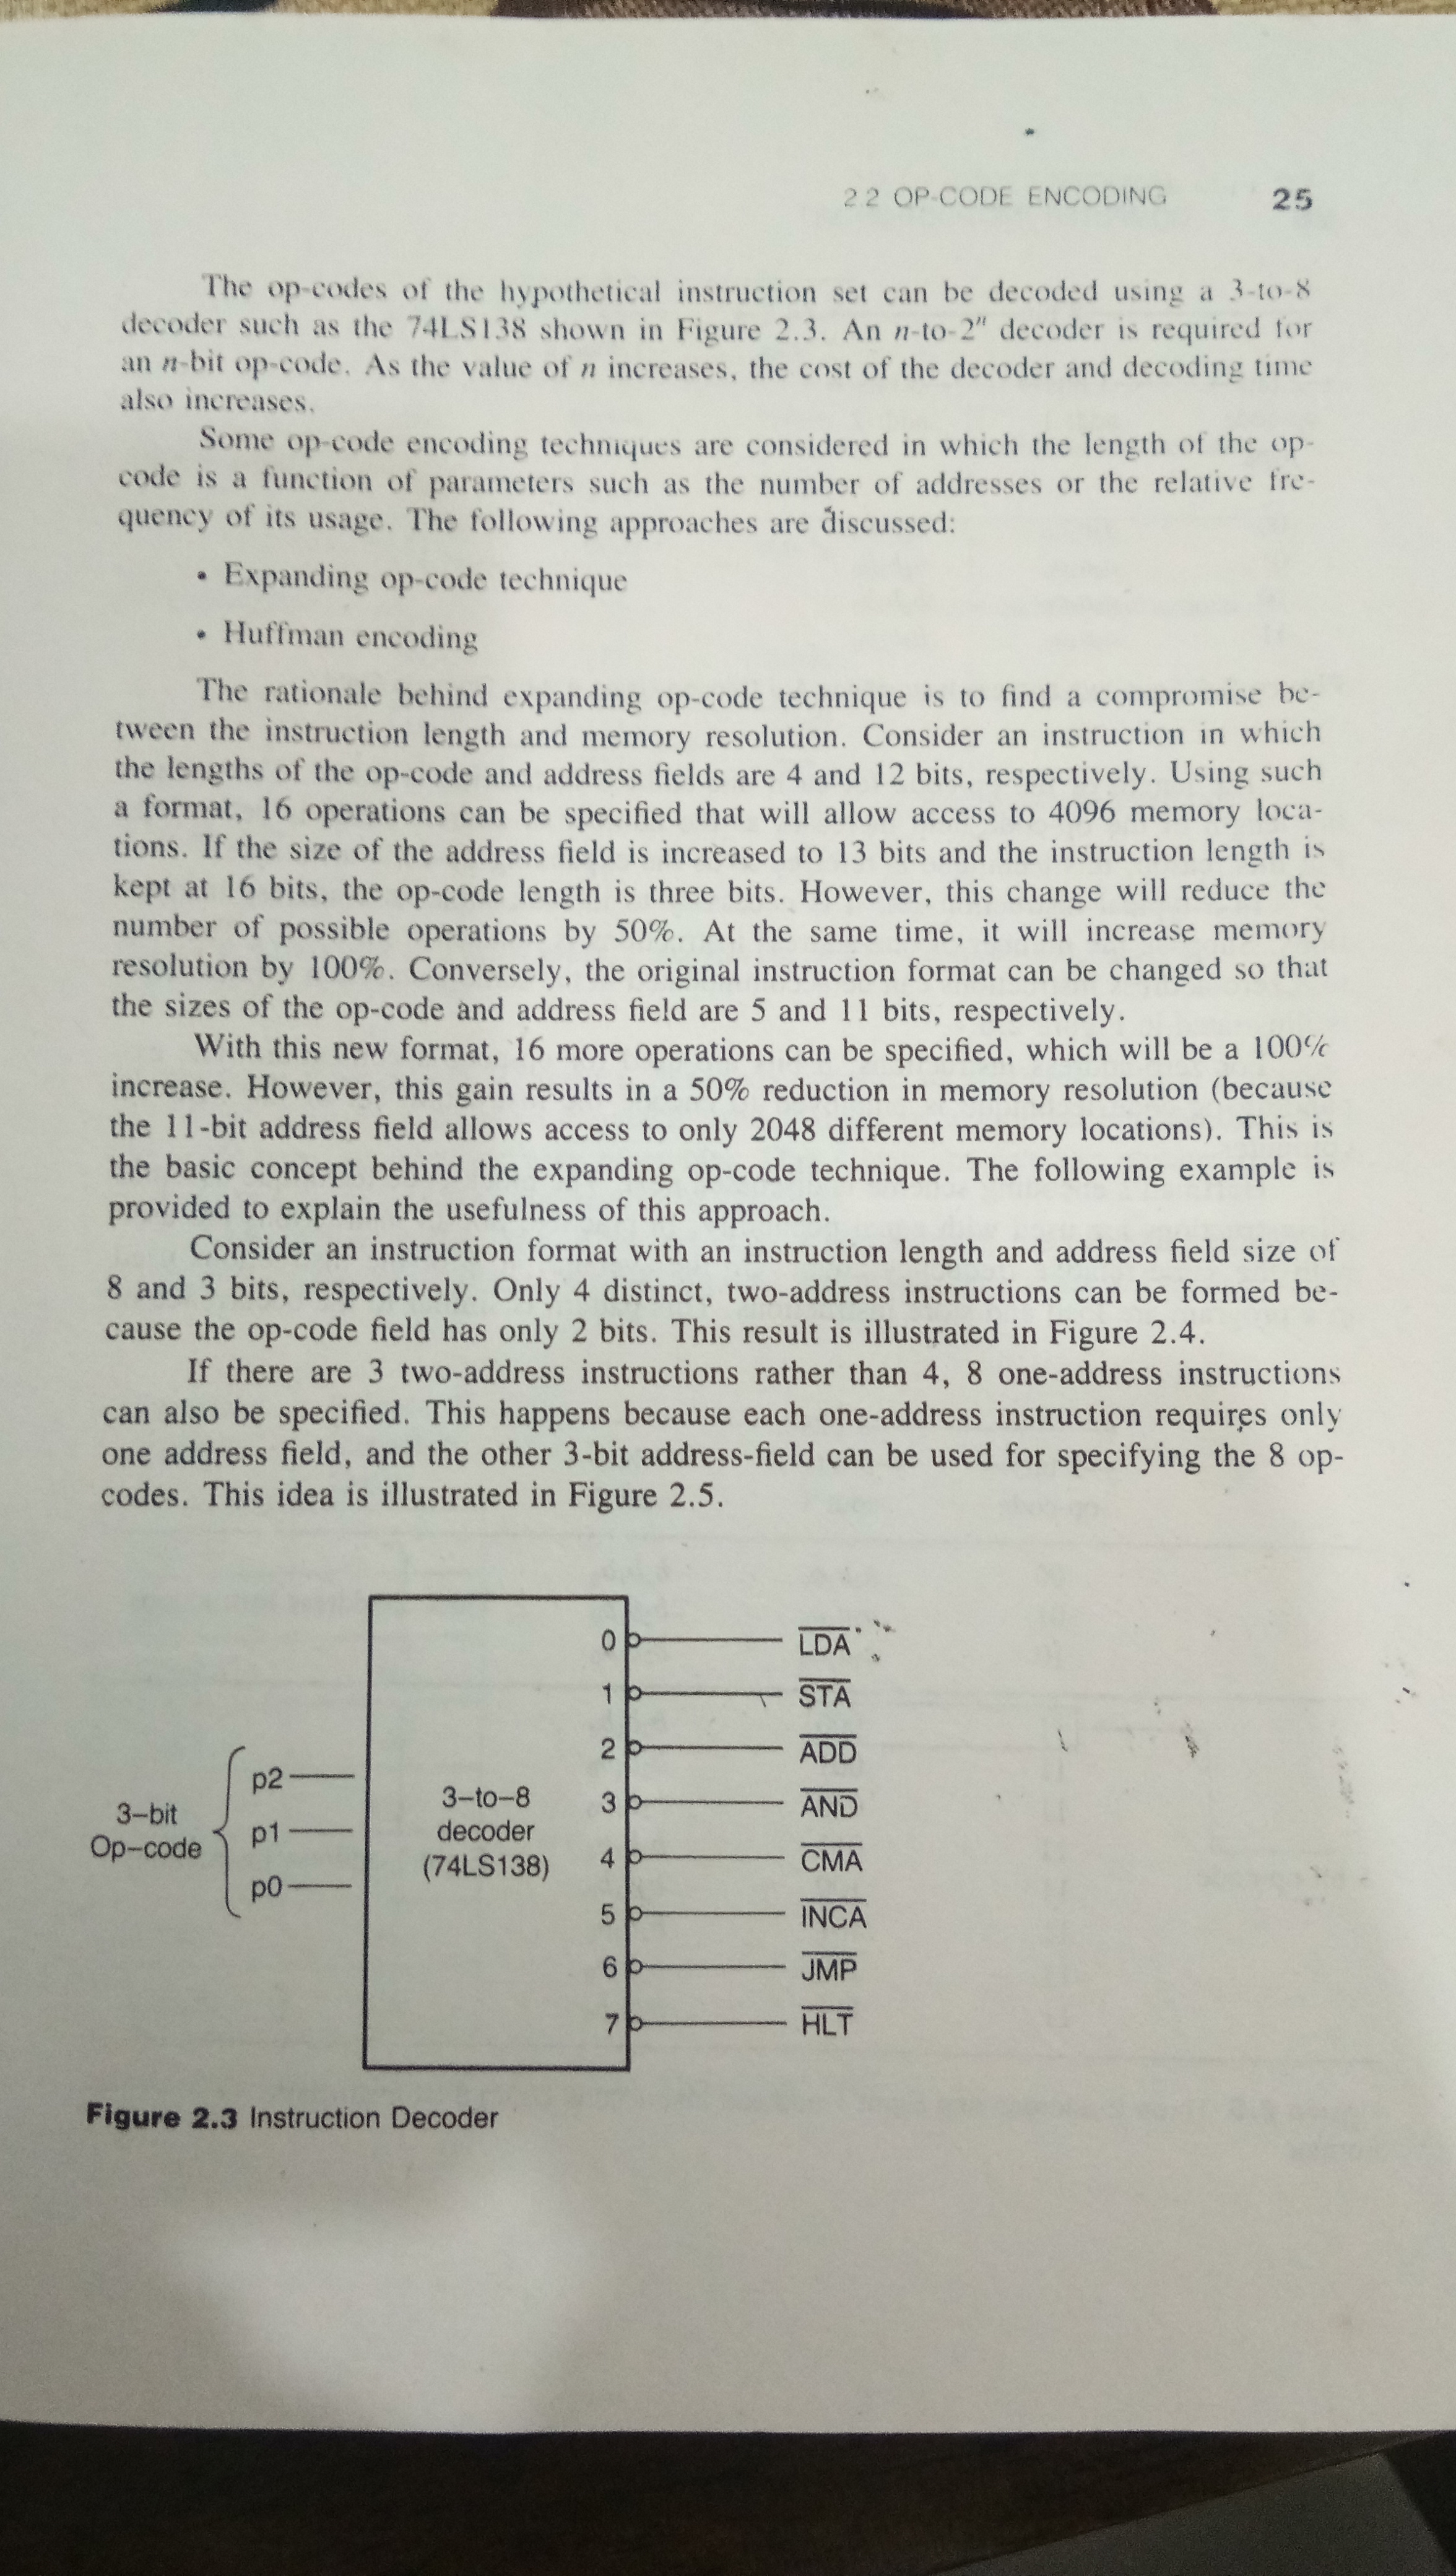 2.2 OP-CODE ENCODING 25
The op-codes of the hypothetical instruction set can be decoded using a 3-to-8
decoder such as the 74LS138 shown in Figure 2.3. An n-to-2ⁿ decoder is required for
an n-bit op-code. As the value of n increases, the cost of the decoder and decoding time
also increases.
Some op-code encoding techniques are considered in which the length of the op-
code is a function of parameters such as the number of addresses or the relative fre-
quency of its usage. The following approaches are discussed:
• Expanding op-code technique
• Huffman encoding
The rationale behind expanding op-code technique is to find a compromise be-
tween the instruction length and memory resolution. Consider an instruction in which
the lengths of the op-code and address fields are 4 and 12 bits, respectively. Using such
a format, 16 operations can be specified that will allow access to 4096 memory loca-
tions. If the size of the address field is increased to 13 bits and the instruction length is
kept at 16 bits, the op-code length is three bits. However, this change will reduce the
number of possible operations by 50%. At the same time, it will increase memory
resolution by 100%. Conversely, the original instruction format can be changed so that
the sizes of the op-code and address field are 5 and 11 bits, respectively.
With this new format, 16 more operations can be specified, which will be a 100%
increase. However, this gain results in a 50% reduction in memory resolution (because
the 11-bit address field allows access to only 2048 different memory locations). This is
the basic concept behind the expanding op-code technique. The following example is
provided to explain the usefulness of this approach.
Consider an instruction format with an instruction length and address field size of
8 and 3 bits, respectively. Only 4 distinct, two-address instructions can be formed be-
cause the op-code field has only 2 bits. This result is illustrated in Figure 2.4.
If there are 3 two-address instructions rather than 4, 8 one-address instructions
can also be specified. This happens because each one-address instruction requires only
one address field, and the other 3-bit address-field can be used for specifying the 8 op-
codes. This idea is illustrated in Figure 2.5.
3-bit
Op-code
p2
p1
p0
3-to-8
decoder
(74LS138)
0 LDA
1 STA
2 ADD
3 AND
4 CMA
5 INCA
6 JMP
7 HLT
Figure 2.3 Instruction Decoder